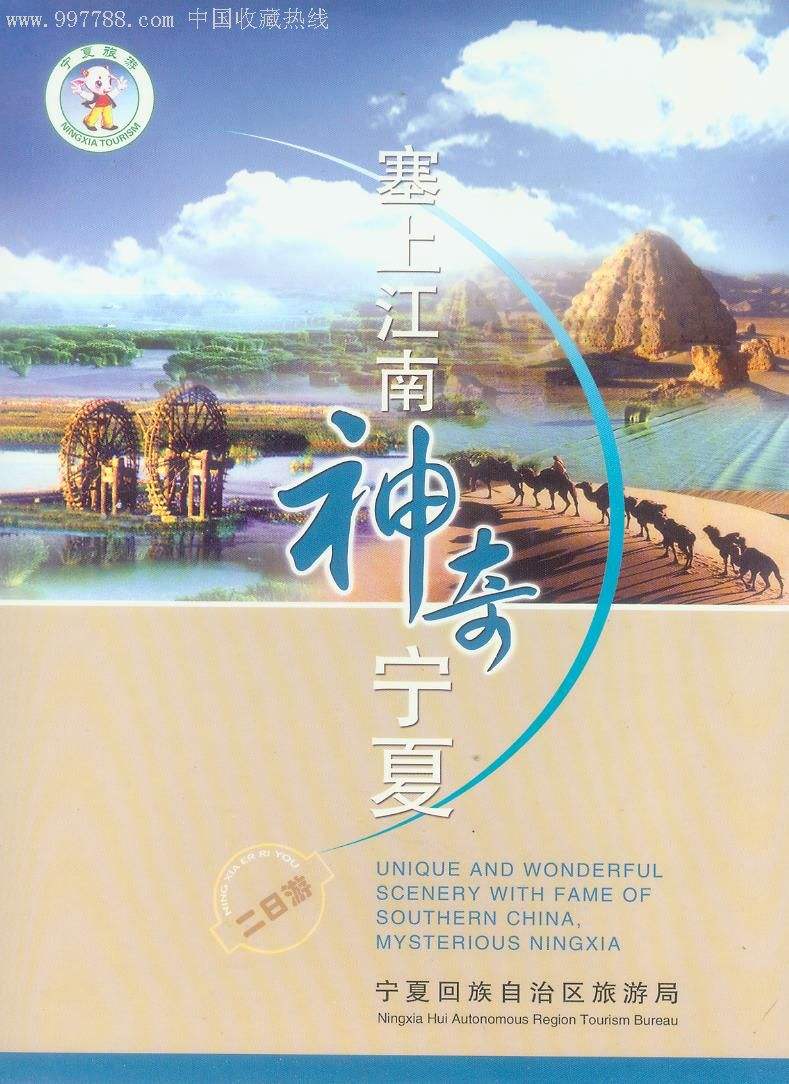 www.997788.com 中国收藏热线
宁夏旅游
NINGXIA TOURISM
塞上江南
神奇
宁夏
NING XIA ER RI YOU
二日游
UNIQUE AND WONDERFUL
SCENERY WITH FAME OF
SOUTHERN CHINA,
MYSTERIOUS NINGXIA
宁夏回族自治区旅游局
Ningxia Hui Autonomous Region Tourism Bureau